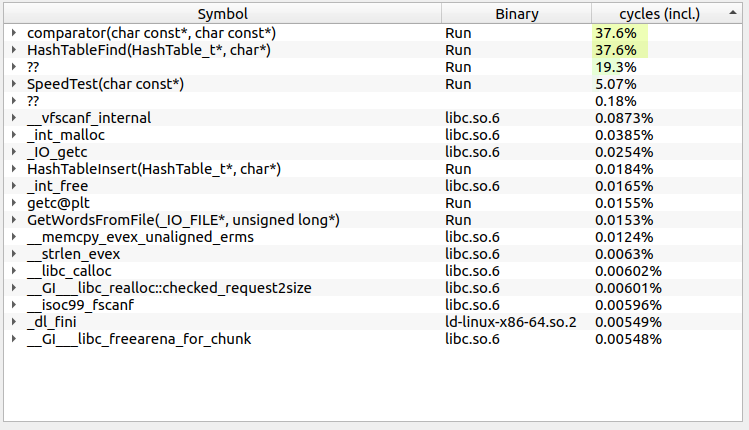 Symbol Binary cycles (incl.)
comparator(char const*, char const*) Run 37.6%
HashTableFind(HashTable_t*, char*) Run 37.6%
?? Run 19.3%
SpeedTest(char const*) Run 5.07%
?? 0.18%
__vfscanf_internal libc.so.6 0.0873%
_int_malloc libc.so.6 0.0385%
_IO_getc libc.so.6 0.0254%
HashTableInsert(HashTable_t*, char*) Run 0.0184%
_int_free libc.so.6 0.0165%
getc@plt Run 0.0155%
GetWordsFromFile(_IO_FILE*, unsigned long*) Run 0.0153%
__memcpy_evex_unaligned_erms libc.so.6 0.0124%
__strlen_evex libc.so.6 0.0063%
__libc_calloc libc.so.6 0.00602%
__GI___libc_realloc::checked_request2size libc.so.6 0.00601%
__isoc99_fscanf libc.so.6 0.00596%
_dl_fini ld-linux-x86-64.so.2 0.00549%
__GI___libc_freearena_for_chunk libc.so.6 0.00548%